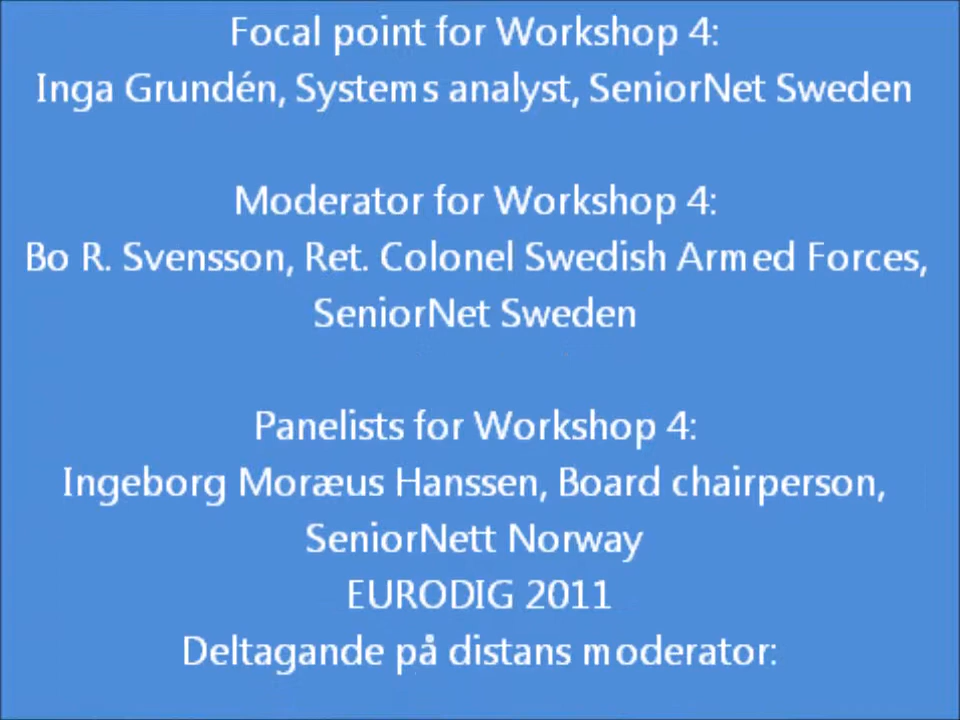 Focal point for Workshop 4:
Inga Grundén, Systems analyst, SeniorNet Sweden
Moderator for Workshop 4:
Bo R. Svensson, Ret. Colonel Swedish Armed Forces,
SeniorNet Sweden
Panelists for Workshop 4:
Ingeborg Moræus Hanssen, Board chairperson,
SeniorNett Norway
EURODIG 2011
Deltagande på distans moderator: